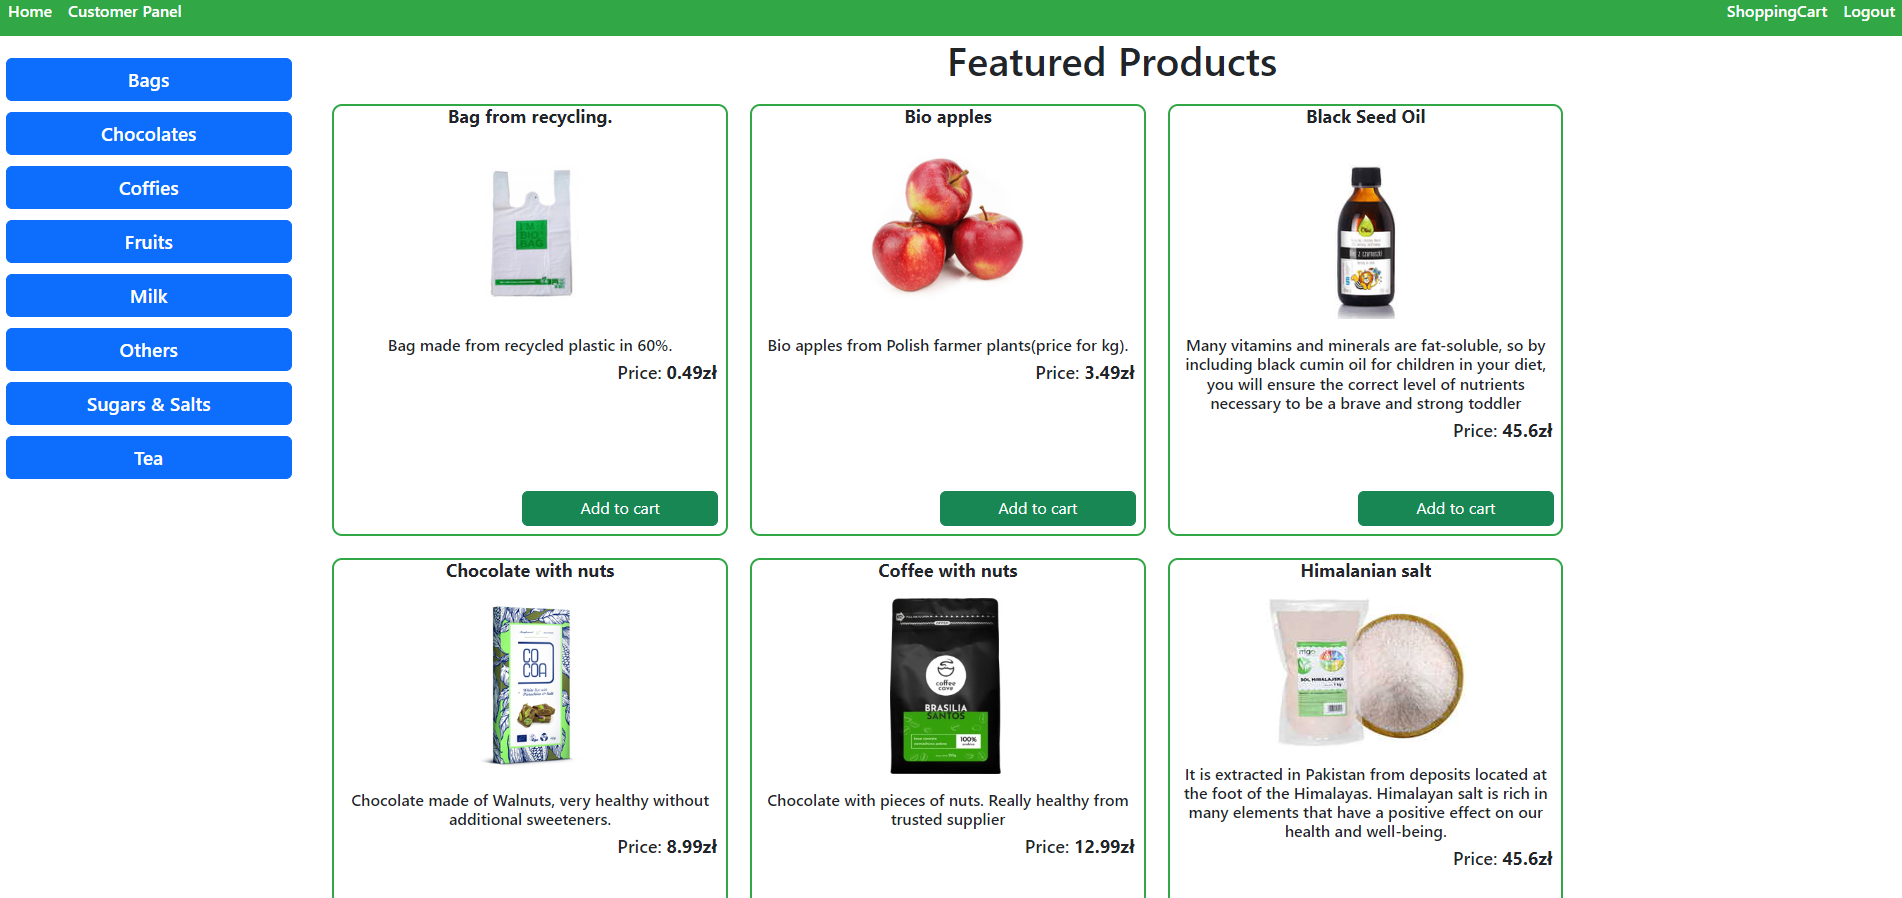 Home Customer Panel ShoppingCart Logout
Featured Products
Bags
Chocolates
Coffies
Fruits
Milk
Others
Sugars & Salts
Tea
Bag from recycling.
I'M
BIO
BAG
Bag made from recycled plastic in 60%.
Price: 0.49zł
Add to cart
Bio apples
Bio apples from Polish farmer plants(price for kg).
Price: 3.49zł
Add to cart
Black Seed Oil
Many vitamins and minerals are fat-soluble, so by
including black cumin oil for children in your diet,
you will ensure the correct level of nutrients
necessary to be a brave and strong toddler
Price: 45.6zł
Add to cart
Chocolate with nuts
CO
COA
Chocolate made of Walnuts, very healthy without
additional sweeteners.
Price: 8.99zł
Coffee with nuts
coffee
cave
BRASILIA
SANTOS
100%
Chocolate with pieces of nuts. Really healthy from
trusted supplier
Price: 12.99zł
Himalanian salt
SOL HIMALAJSKA
It is extracted in Pakistan from deposits located at
the foot of the Himalayas. Himalayan salt is rich in
many elements that have a positive effect on our
health and well-being.
Price: 45.6zł